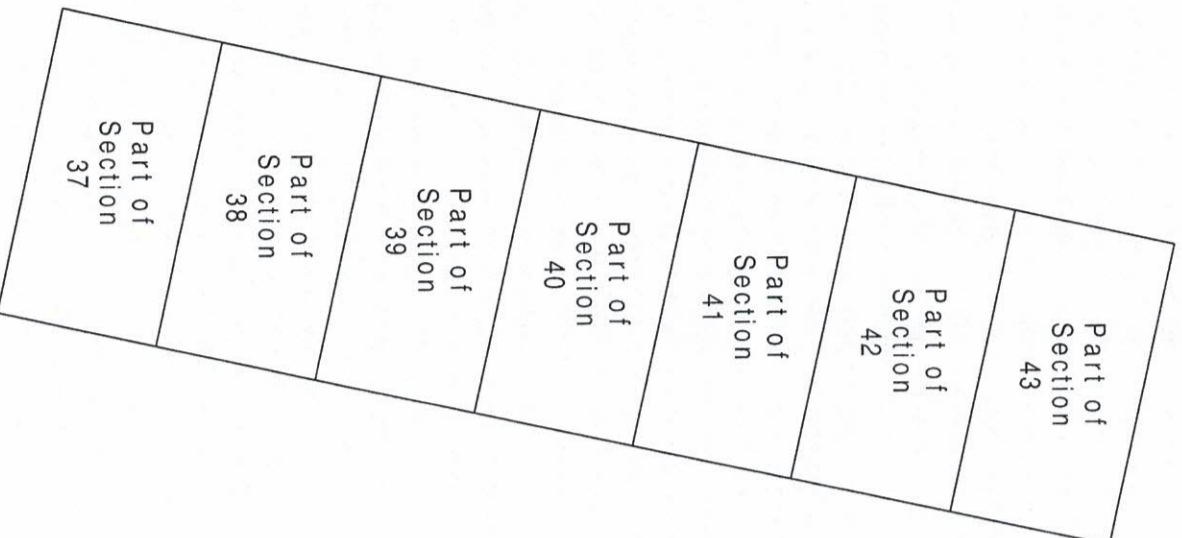 Part of
Section
37
Part of
Section
38
Part of
Section
39
Part of
Section
40
Part of
Section
41
Part of
Section
42
Part of
Section
43